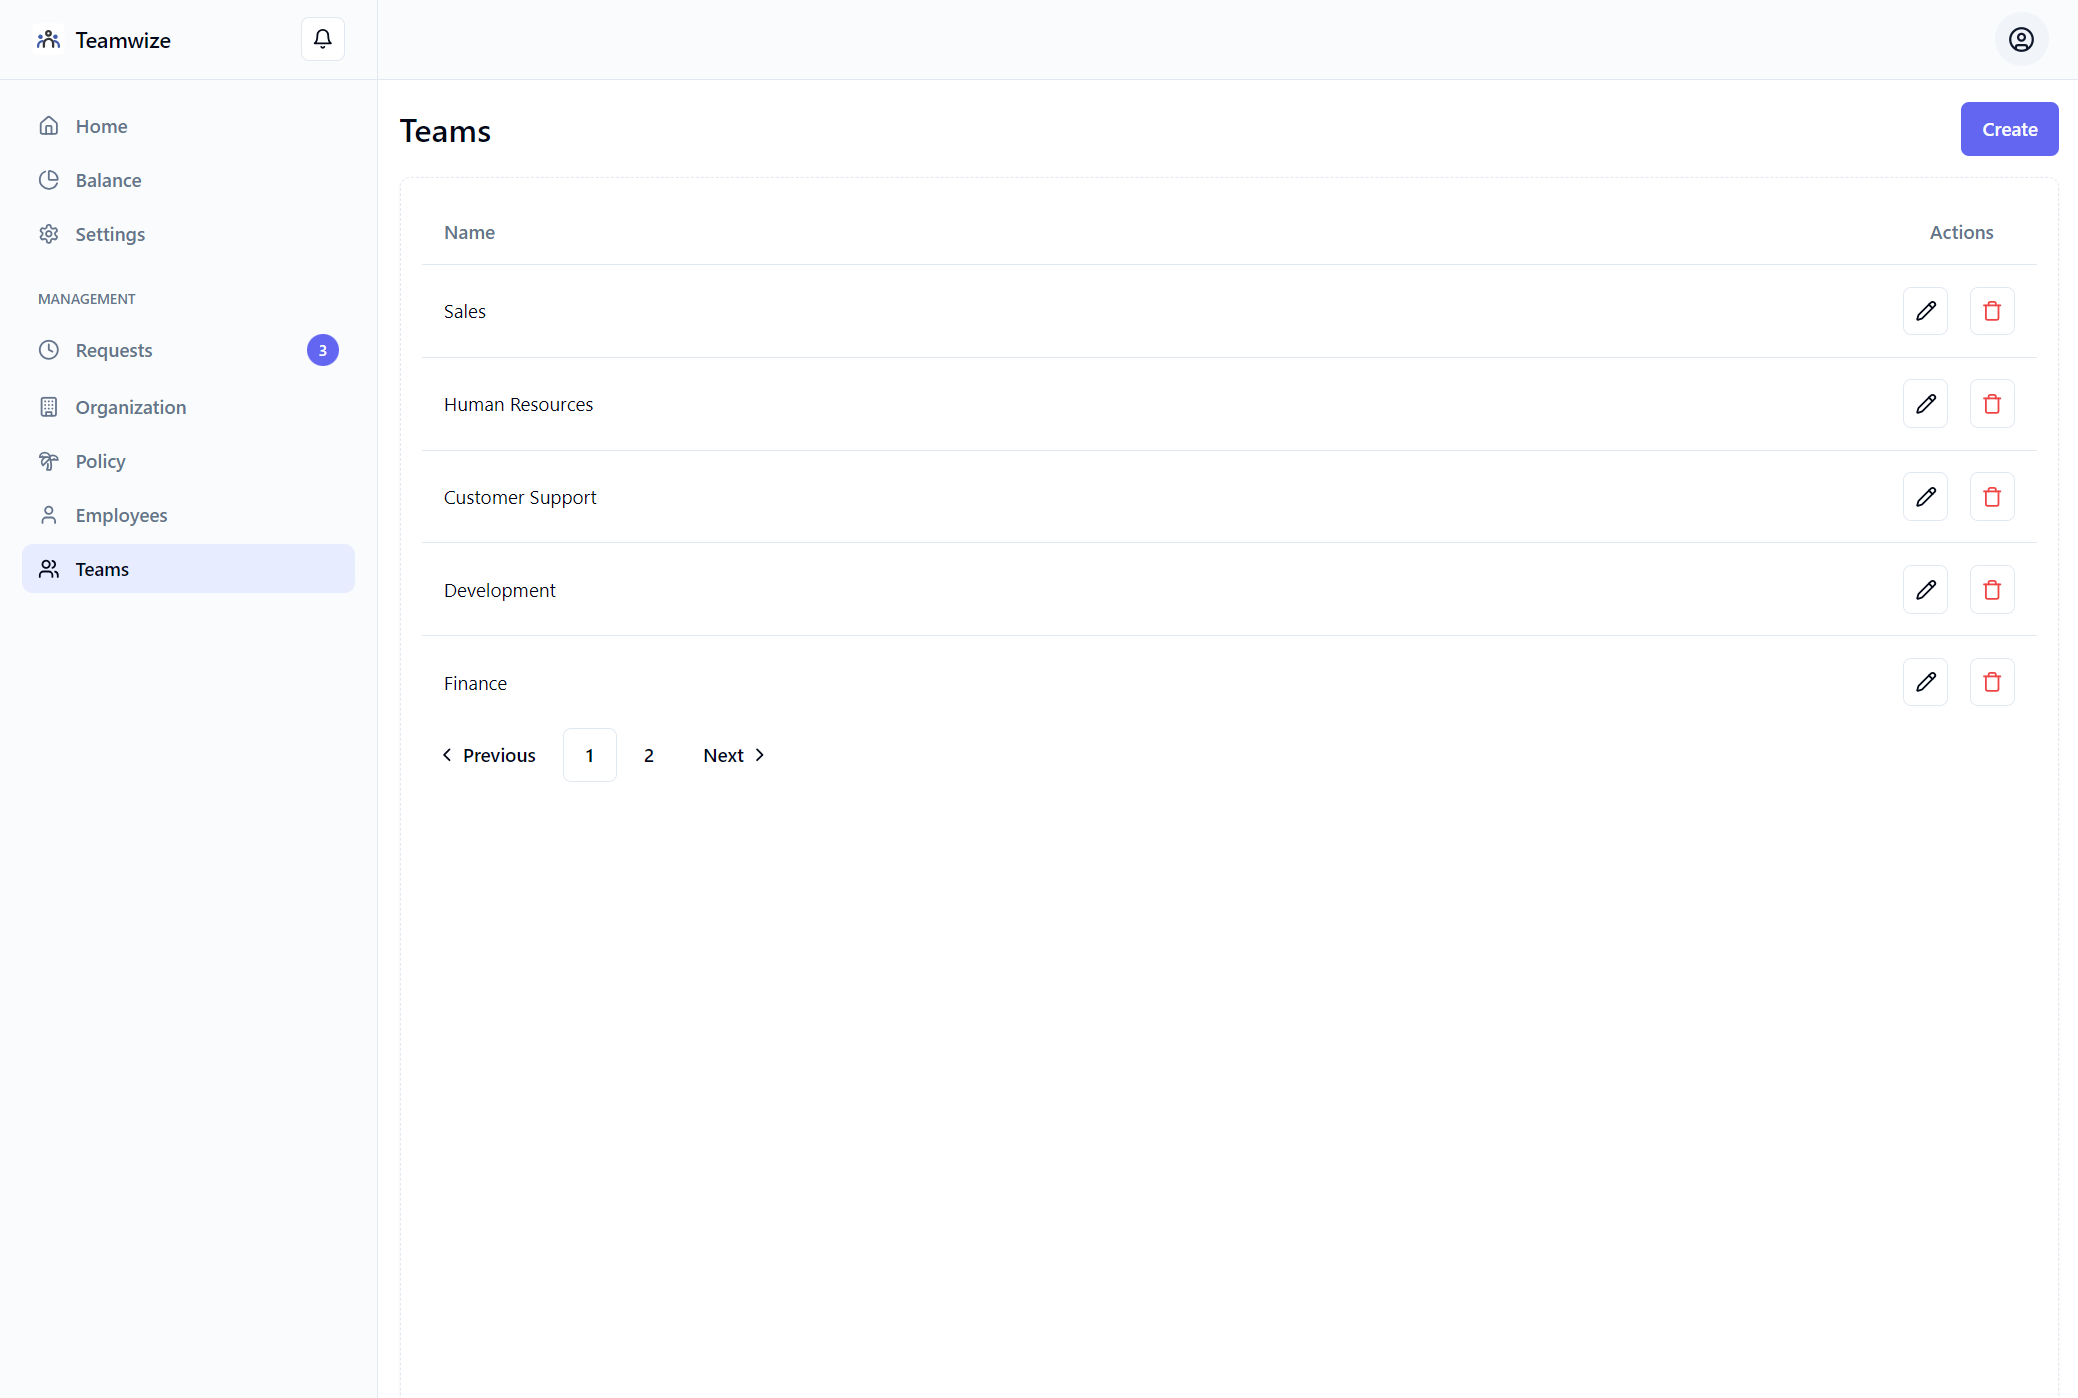 Teamwize
Home
Balance
Settings
MANAGEMENT
Requests 3
Organization
Policy
Employees
Teams
Teams
Create
Name Actions
Sales
Human Resources
Customer Support
Development
Finance
Previous 1 2 Next